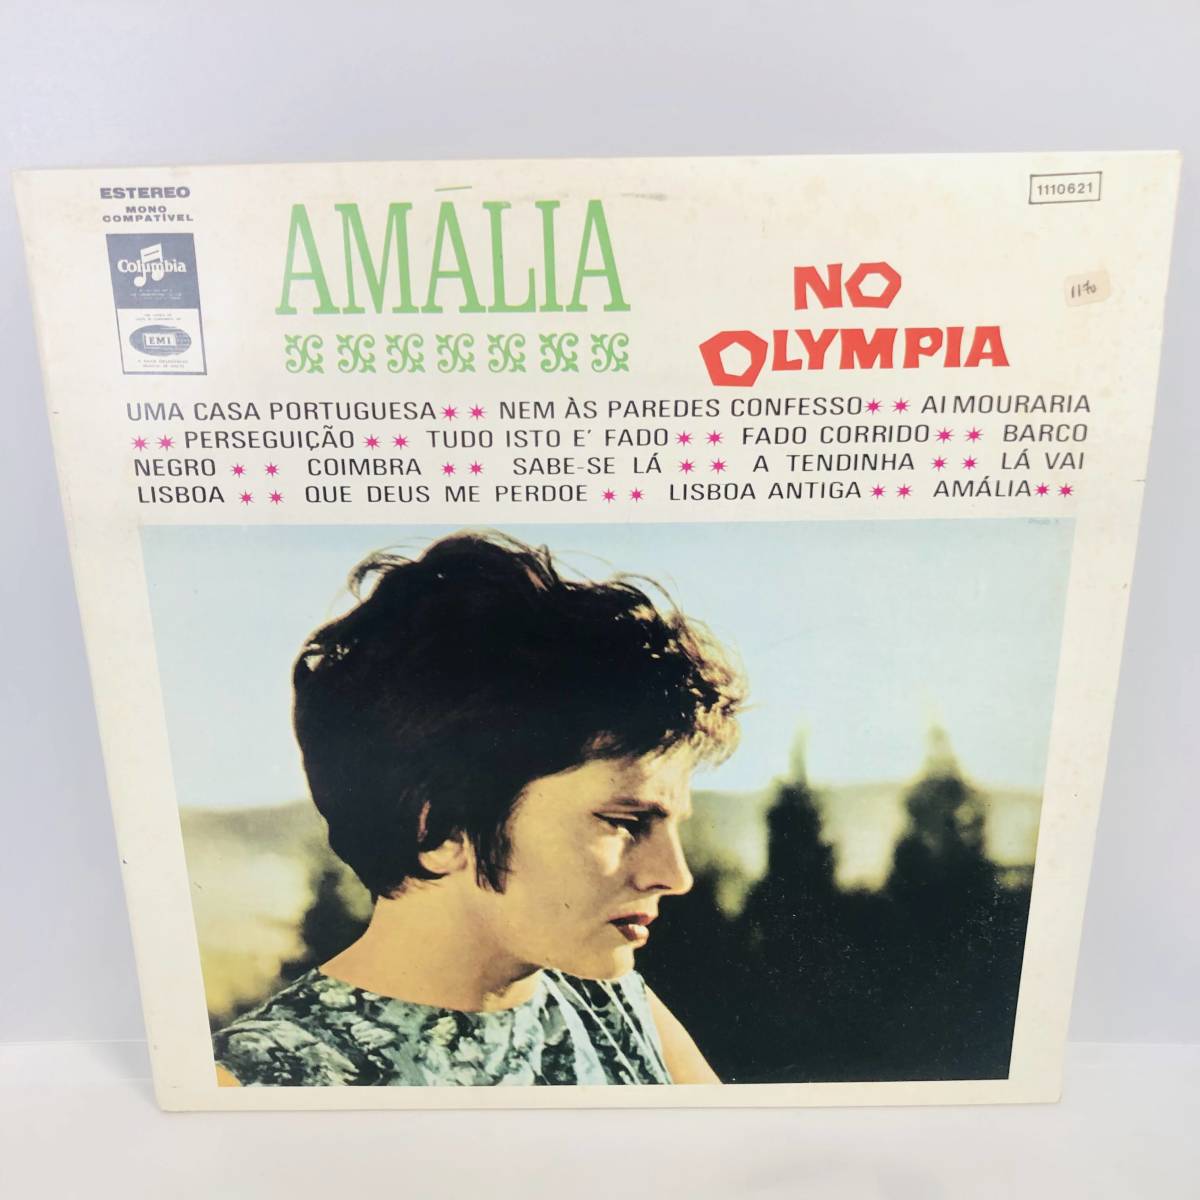 ESTEREO
MONO
COMPATÍVEL
Columbia
EMI
AMÁLIA
NO
OLYMPIA
1110621
1170
UMA CASA PORTUGUESA✷ ✷ NEM ÀS PAREDES CONFESSO✷ ✷ AI MOURARIA
✷ ✷ PERSEGUIÇÃO ✷ ✷ TUDO ISTO E' FADO ✷ ✷ FADO CORRIDO ✷ ✷ BARCO
NEGRO ✷ ✷ COIMBRA ✷ ✷ SABE-SE LÁ ✷ ✷ A TENDINHA ✷ ✷ LÁ VAI
LISBOA ✷ ✷ QUE DEUS ME PERDOE ✷ ✷ LISBOA ANTIGA ✷ ✷ AMÁLIA ✷ ✷